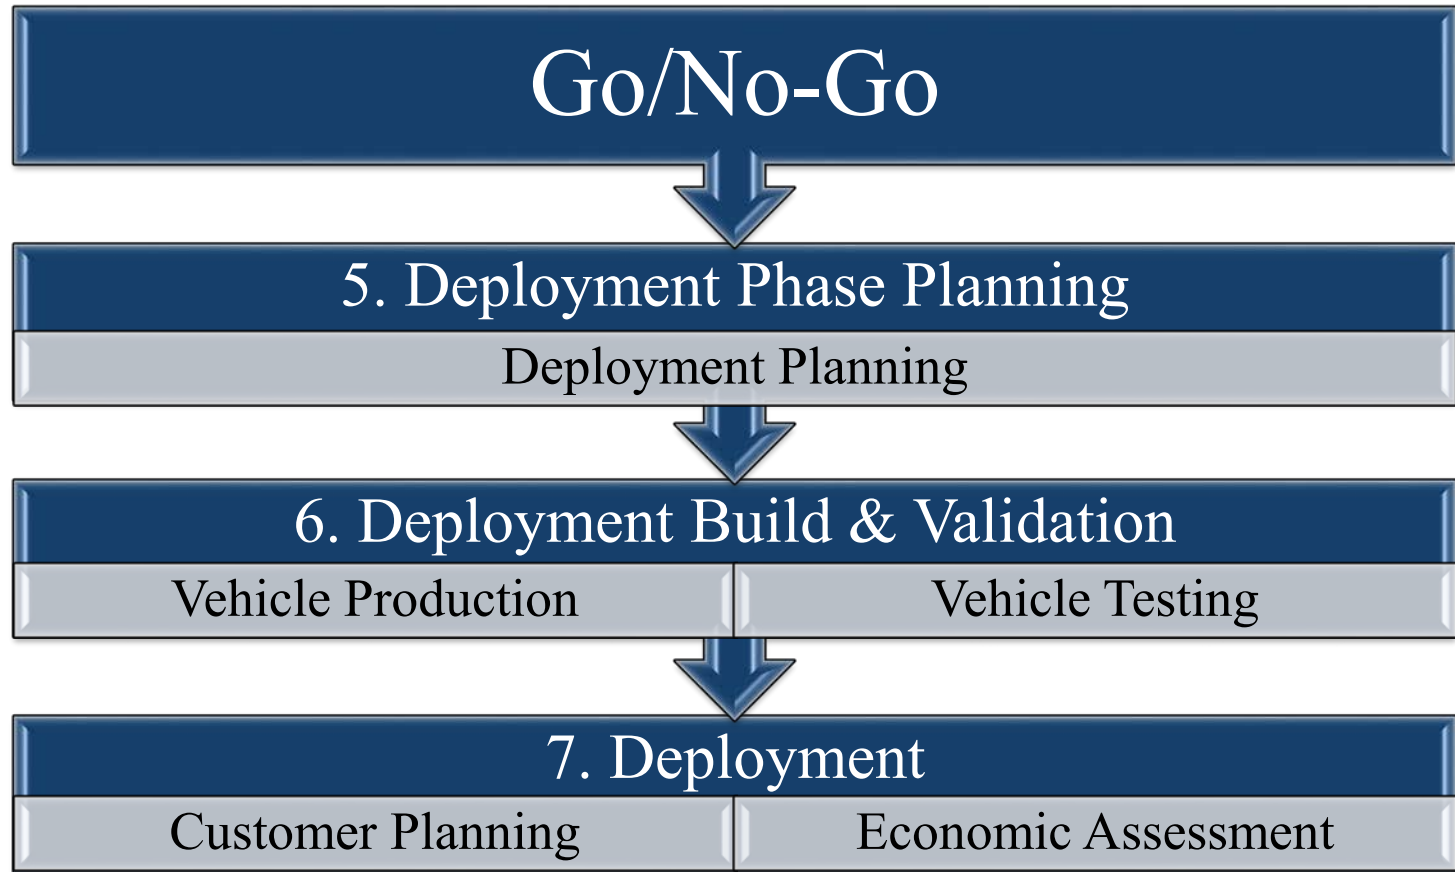 Go/No-Go
5. Deployment Phase Planning
Deployment Planning
6. Deployment Build & Validation
Vehicle Production
Vehicle Testing
7. Deployment
Customer Planning
Economic Assessment